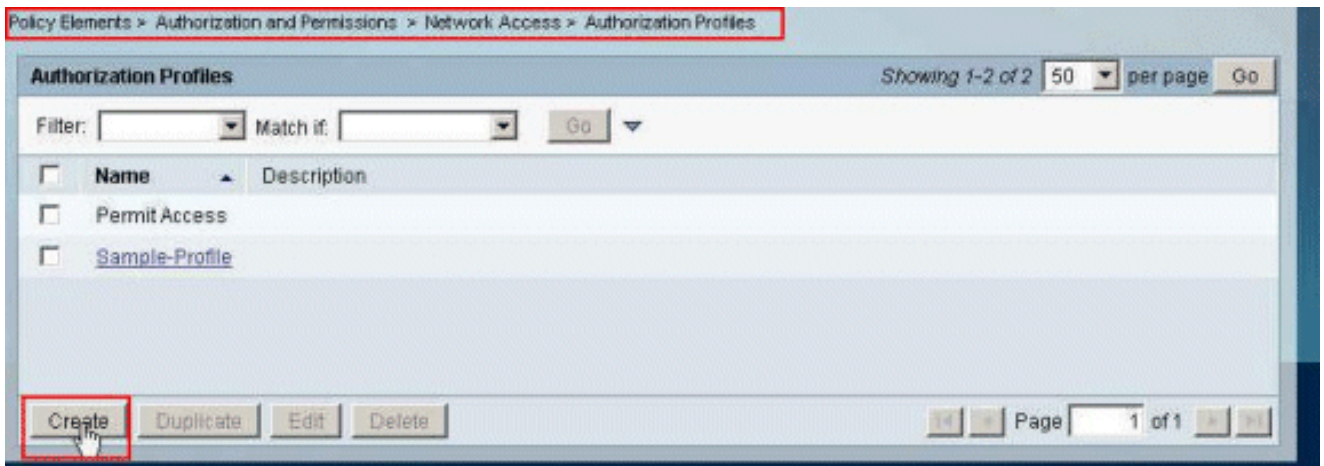 Policy Elements > Authorization and Permissions > Network Access > Authorization Profiles
Authorization Profiles Showing 1-2 of 2 50 per page Go
Filter: Match if: Go
Name Description
Permit Access
Sample-Profile
Create Duplicate Edit Delete Page 1 of 1